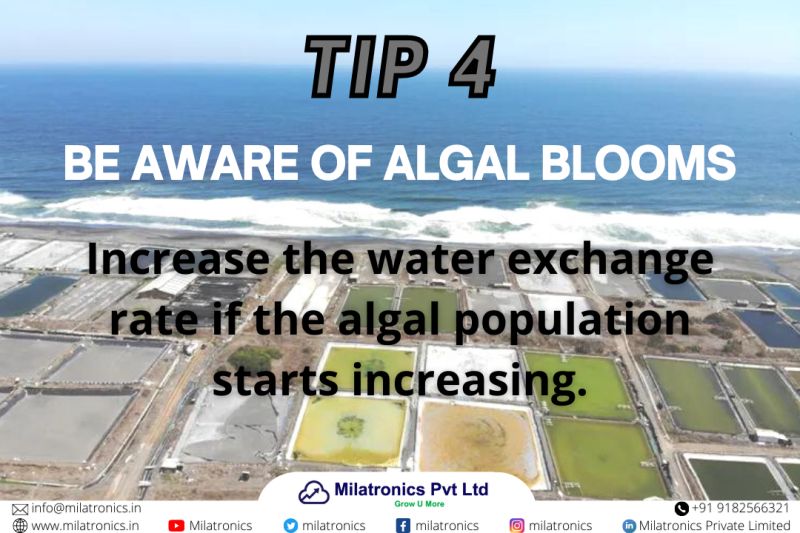 TIP 4
BE AWARE OF ALGAL BLOOMS
Increase the water exchange
rate if the algal population
starts increasing.
Milatronics Pvt Ltd
Grow U More
info@milatronics.in
+91 9182566321
www.milatronics.in Milatronics milatronics milatronics milatronics Milatronics Private Limited